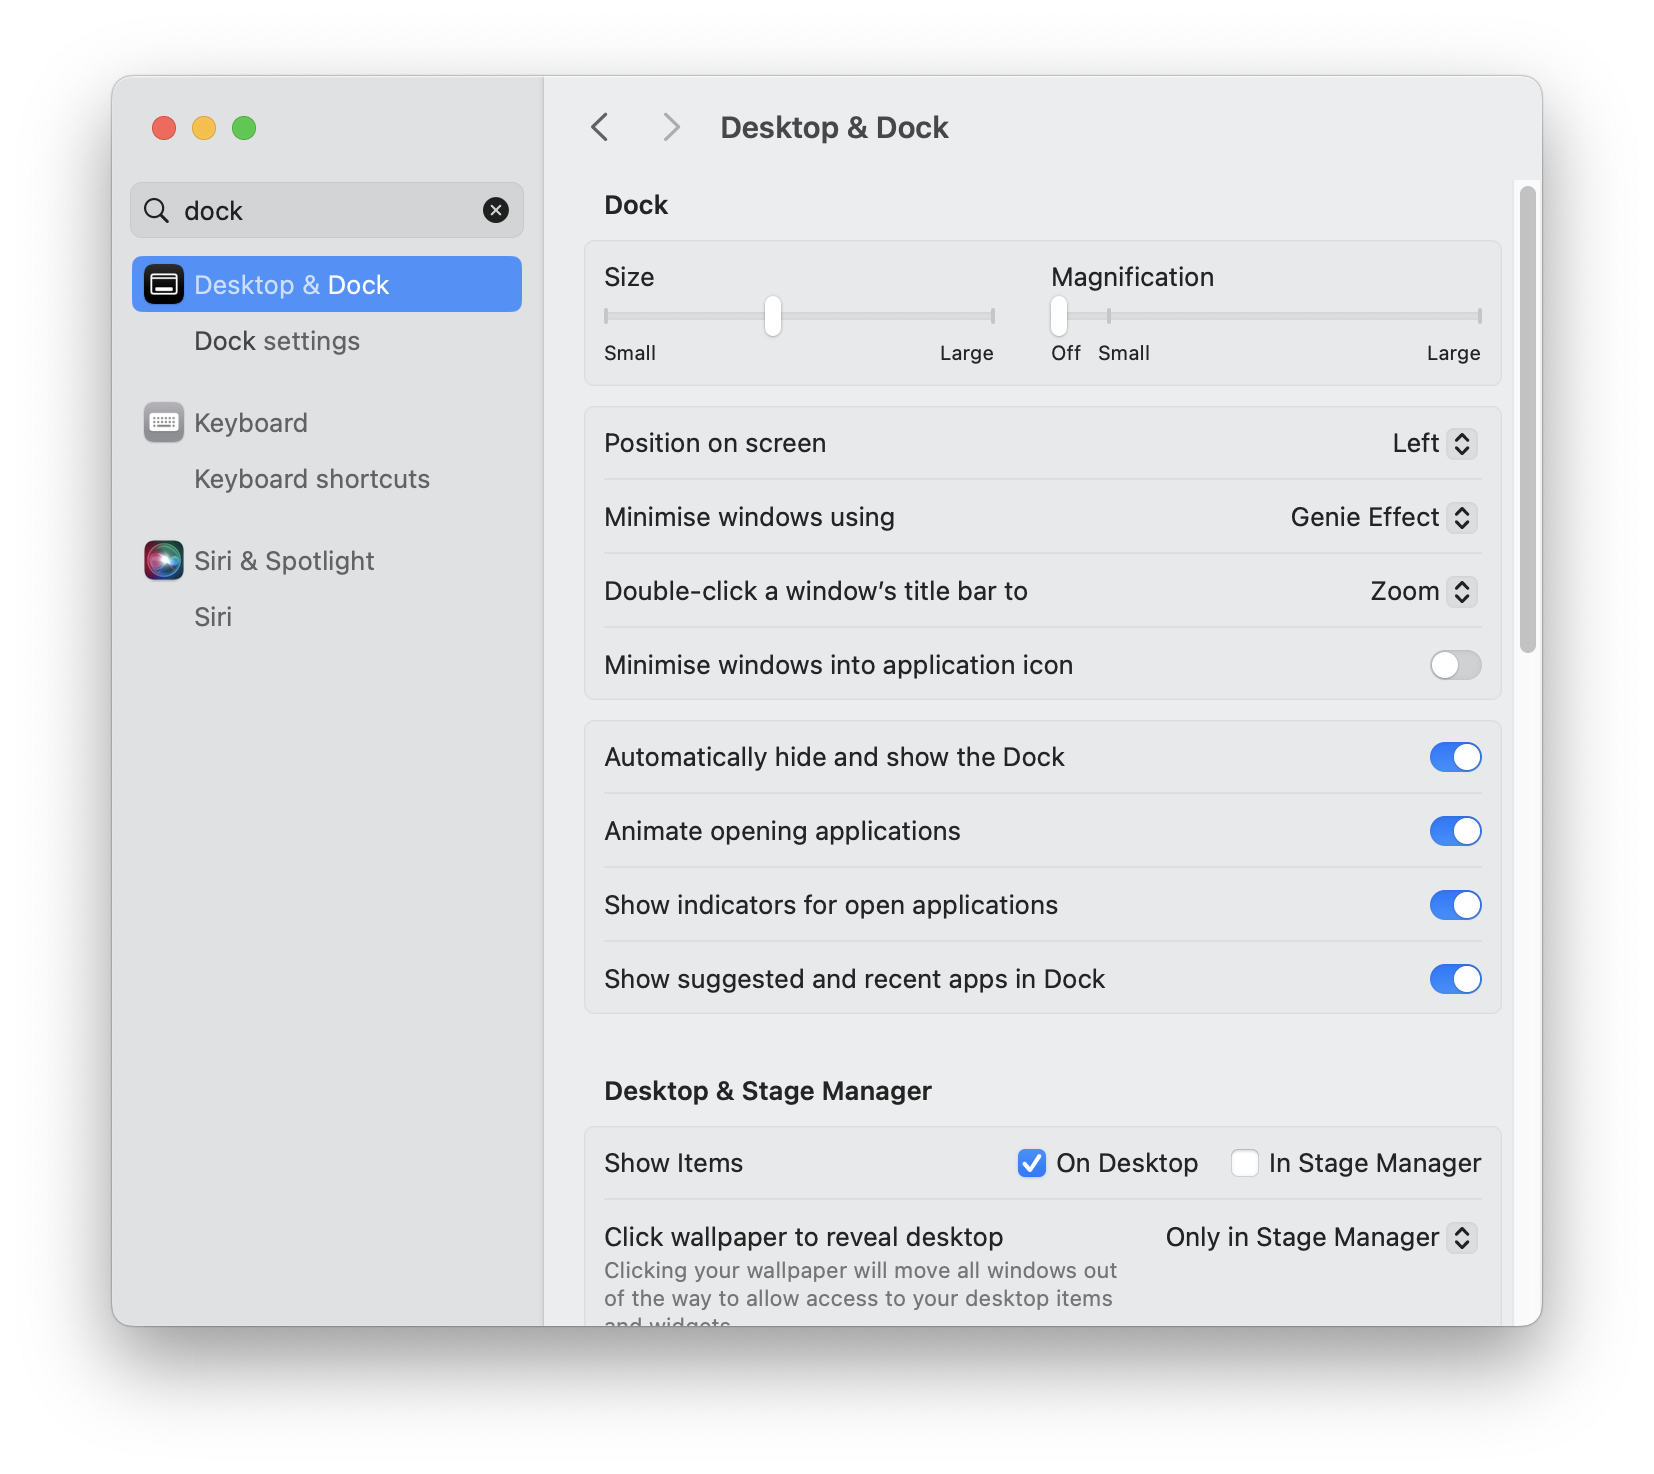 dock
Desktop & Dock
Dock settings
Keyboard
Keyboard shortcuts
Siri & Spotlight
Siri
Desktop & Dock
Dock
Size
Small Large
Magnification
Off Small Large
Position on screen Left
Minimise windows using Genie Effect
Double-click a window’s title bar to Zoom
Minimise windows into application icon
Automatically hide and show the Dock
Animate opening applications
Show indicators for open applications
Show suggested and recent apps in Dock
Desktop & Stage Manager
Show Items On Desktop In Stage Manager
Click wallpaper to reveal desktop Only in Stage Manager
Clicking your wallpaper will move all windows out
of the way to allow access to your desktop items
and widgets.